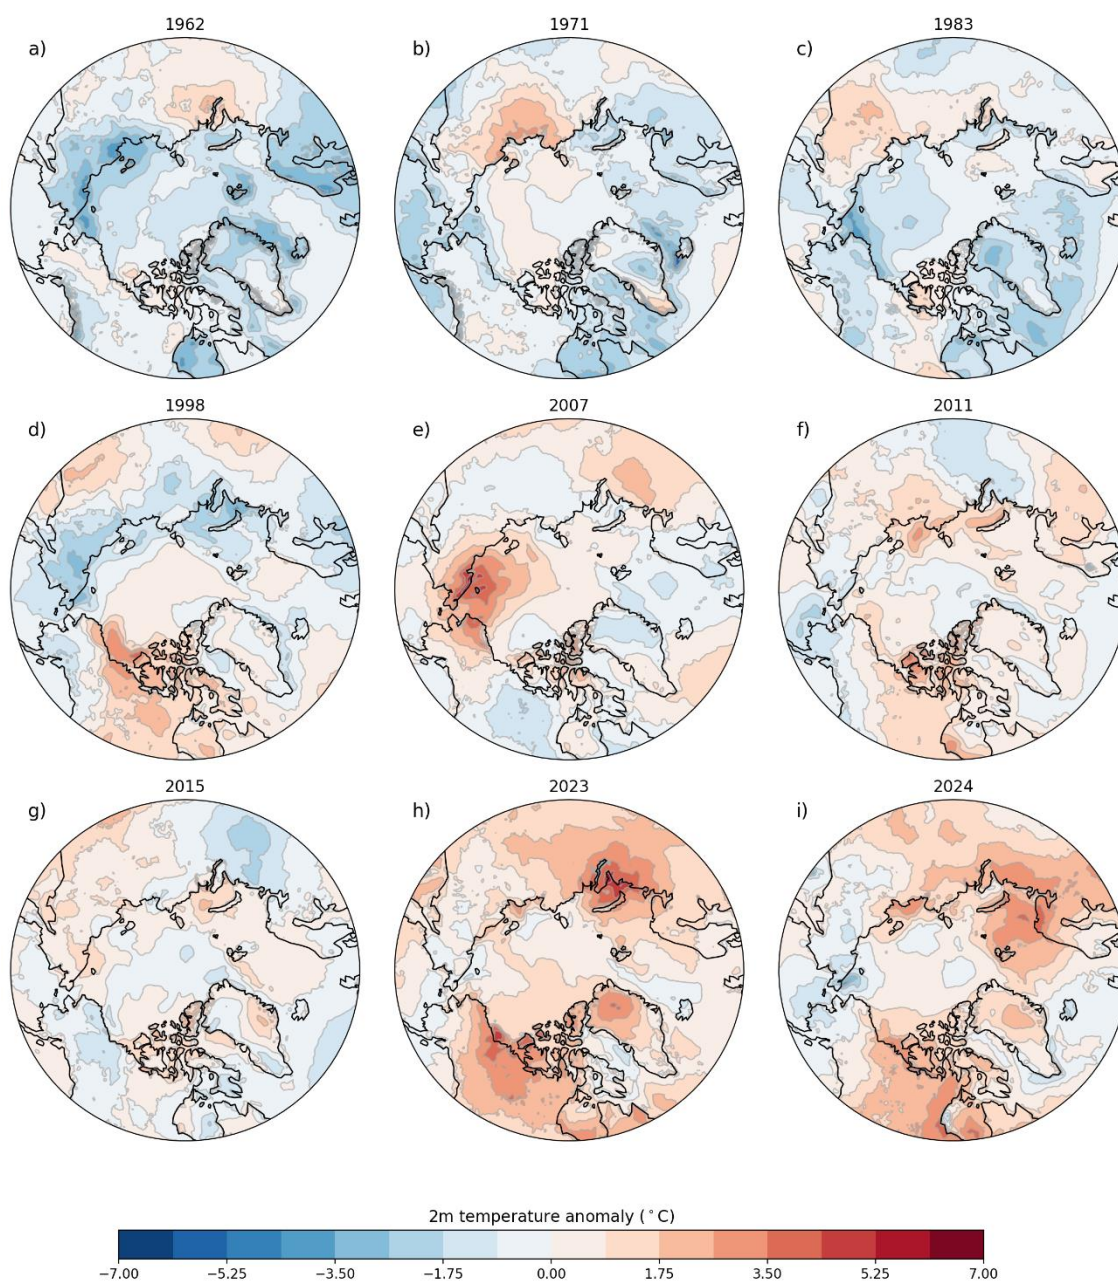 1962
1971
1983
a)
b)
c)
1998
2007
2011
d)
e)
f)
2015
2023
2024
g)
h)
i)
2m temperature anomaly (°C)
−7.00 −5.25 −3.50 −1.75 0.00 1.75 3.50 5.25 7.00